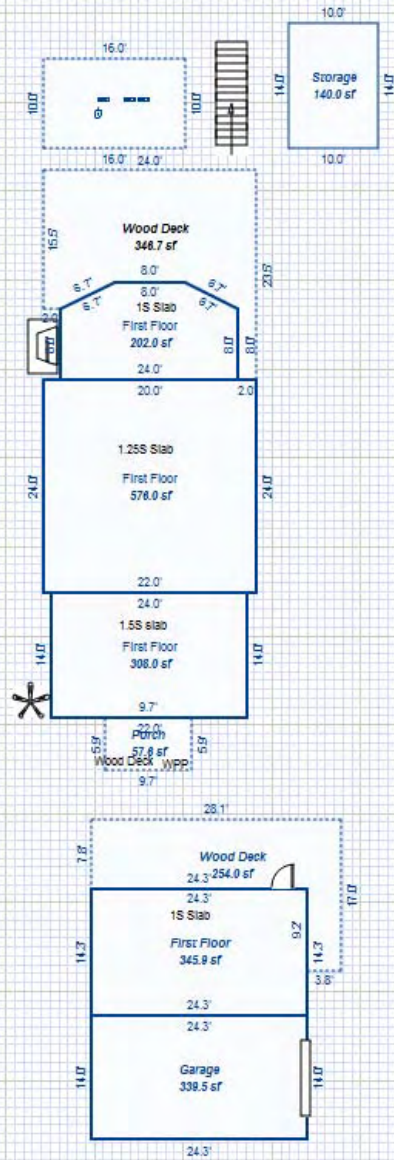 10.0'
16.0'
14.0'
Storage
140.0 sf
14.0'
10.0'
10.0'
10.0'
16.0'
24.0'
15.5'
Wood Deck
346.7 sf
8.0'
6.7'
6.7'
8.0'
6.7'
6.7'
23.5'
1S Slab
2.0'
First Floor
202.0 sf
8.0'
8.0'
24.0'
20.0'
2.0'
1.25S Slab
First Floor
576.0 sf
24.0'
24.0'
22.0'
24.0'
1.5S slab
First Floor
308.0 sf
14.0'
14.0'
9.7'
22.0'
Porch
57.6 sf
5.9'
5.9'
Wood Deck WPP
9.7'
28.1'
7.8'
Wood Deck
254.0 sf
24.3'
24.3'
17.0'
1S Slab
9.2'
First Floor
345.9 sf
14.3'
14.3'
3.8'
24.3'
24.3'
Garage
339.5 sf
14.0'
14.0'
24.3'